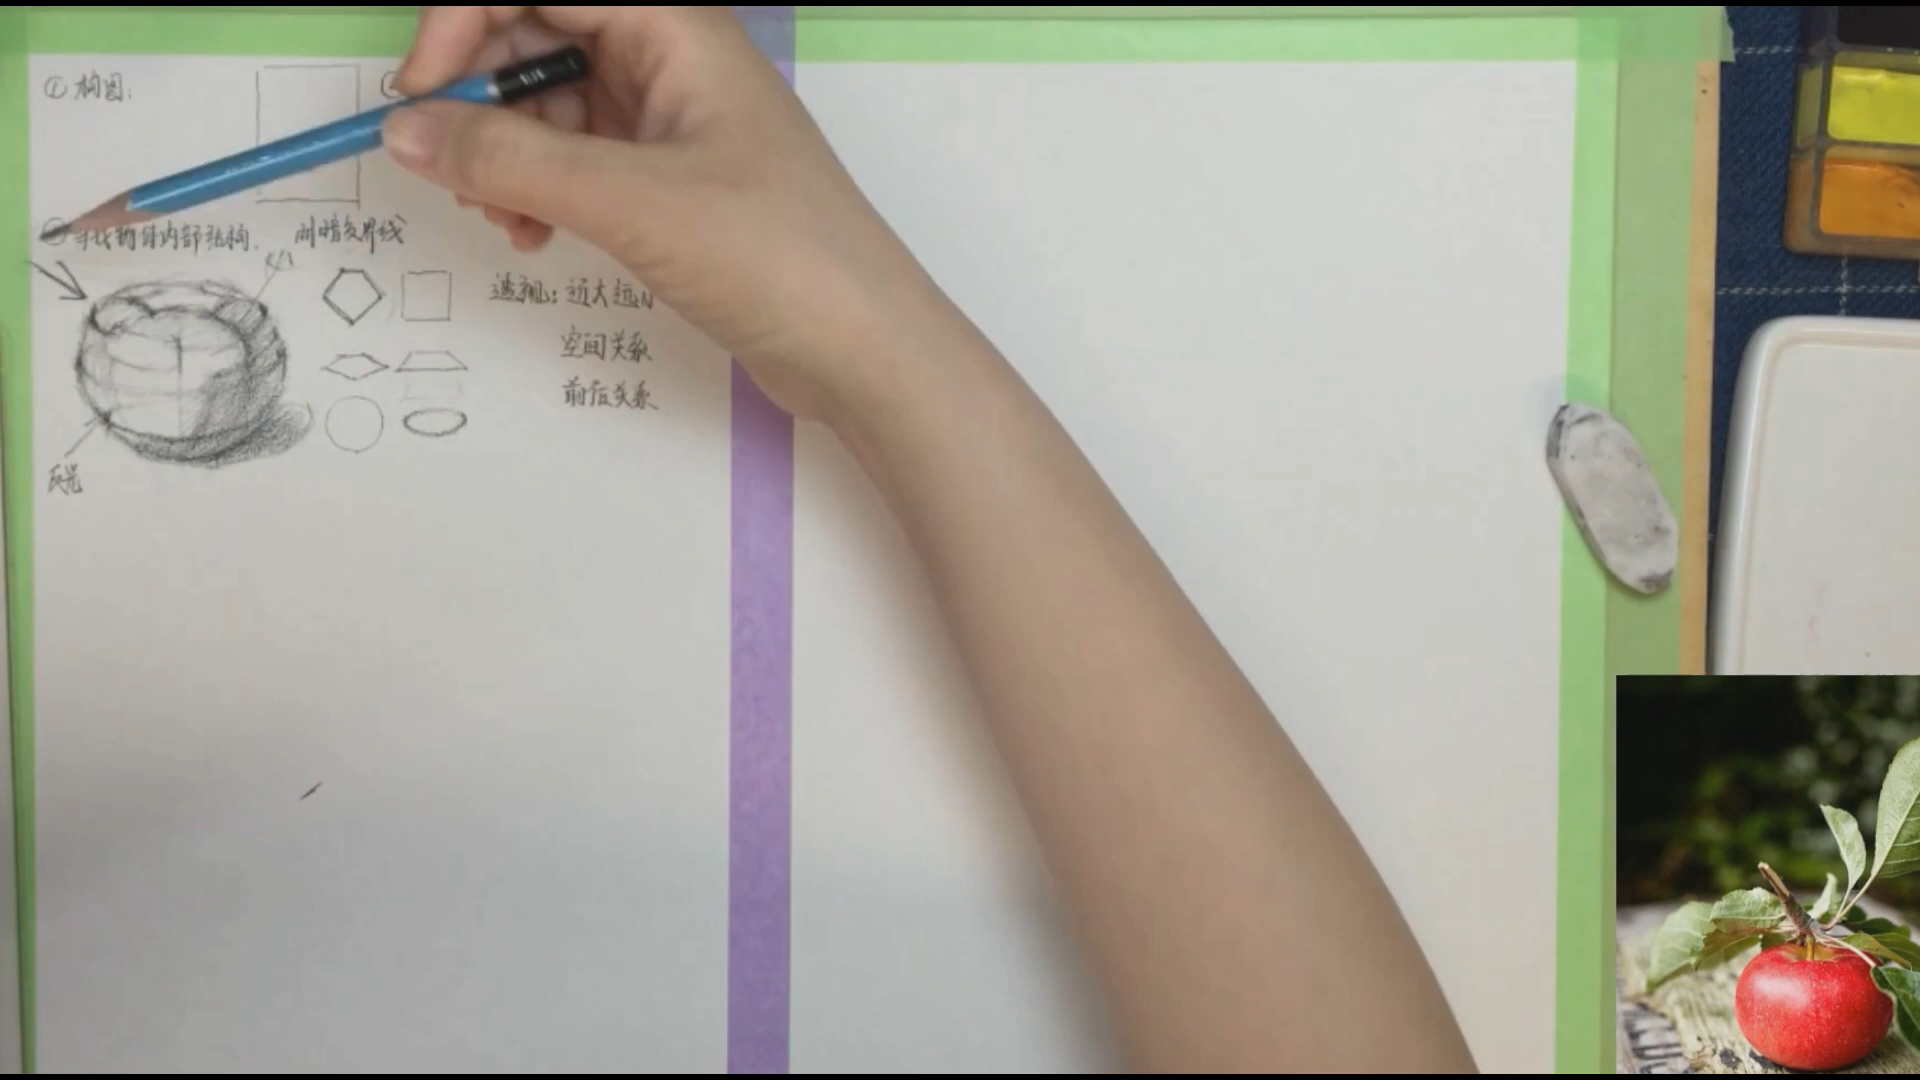 ① 构图:
寻找物体内部结构.
明暗交界线
透视: 近大远小
空间关系
前后关系
反光